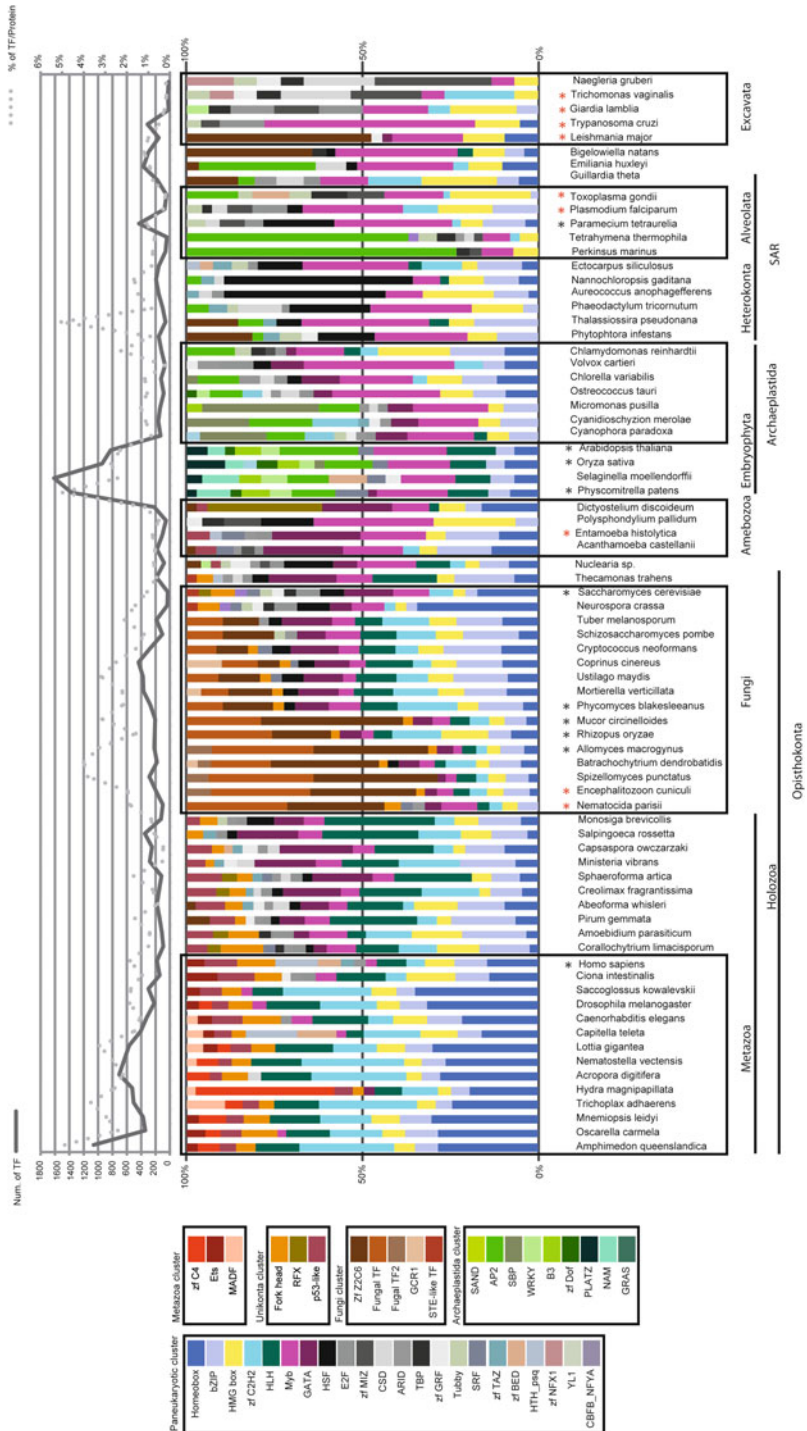 % of TF/Protein
6%
5%
4%
3%
2%
1%
0%
Num. of TF
1800
1600
1400
1200
1000
800
600
400
200
0
100%
50%
0%
100%
50%
0%
Naegleria gruberi
* Trichomonas vaginalis
* Giardia lamblia
* Trypanosoma cruzi
* Leishmania major
Excavata
Bigelowiella natans
Emiliania huxleyi
Guillardia theta
* Toxoplasma gondii
* Plasmodium falciparum
* Paramecium tetraurelia
Tetrahymena thermophila
Perkinsus marinus
Alveolata
Ectocarpus siliculosus
Nannochloropsis gaditana
Aureococcus anophagefferens
Phaeodactylum tricornutum
Thalassiossira pseudonana
Phytophtora infestans
Heterokonta
SAR
Chlamydomonas reinhardtii
Volvox cartieri
Chlorella variabilis
Ostreococcus tauri
Micromonas pusilla
Cyanidioschyzion merolae
Cyanophora paradoxa
* Arabidopsis thaliana
* Oryza sativa
Selaginella moellendorffii
* Physcomitrella patens
Embryophyta
Archaeplastida
Dictyostelium discoideum
Polysphondylium pallidum
* Entamoeba histolytica
Acanthamoeba castellanii
Amebozoa
Nuclearia sp.
Thecamonas trahens
* Saccharomyces cerevisiae
Neurospora crassa
Tuber melanosporum
Schizosaccharomyces pombe
Cryptococcus neoformans
Coprinus cinereus
Ustilago maydis
Mortierella verticillata
* Phycomyces blakesleeanus
* Mucor circinelloides
* Rhizopus oryzae
* Allomyces macrogynus
Batrachochytrium dendrobatidis
Spizellomyces punctatus
* Encephalitozoon cuniculi
* Nematocida parisii
Fungi
Monosiga brevicollis
Salpingoeca rossetta
Capsaspora owczarzaki
Ministeria vibrans
Sphaeroforma artica
Creolimax fragrantissima
Abeoforma whisleri
Pirum gemmata
Amoebidium parasiticum
Corallochytrium limacisporum
* Homo sapiens
Ciona intestinalis
Saccoglossus kowalevskii
Drosophila melanogaster
Caenorhabditis elegans
Capitella teleta
Lottia gigantea
Nematostella vectensis
Acropora digitifera
Hydra magnipapillata
Trichoplax adhaerens
Mnemiopsis leidyi
Oscarella carmela
Amphimedon queenslandica
Metazoa
Holozoa
Opisthokonta
Metazoa cluster
zf C4
Ets
MADF
Unikonta cluster
Fork head
RFX
p53-like
Fungi cluster
Zf Z2C6
Fungal TF
Fugal TF2
GCR1
STE-like TF
Archaeplastida cluster
SAND
AP2
SBP
WRKY
B3
zf Dof
PLATZ
NAM
GRAS
Paneukaryotic cluster
Homeobox
bZIP
HMG box
zf C2H2
HLH
Myb
GATA
HSF
E2F
zf MIZ
CSD
ARID
TBP
zf GRF
Tubby
SRF
zf TAZ
zf BED
HTH_psq
zf NFX1
YL1
CBFB_NFYA